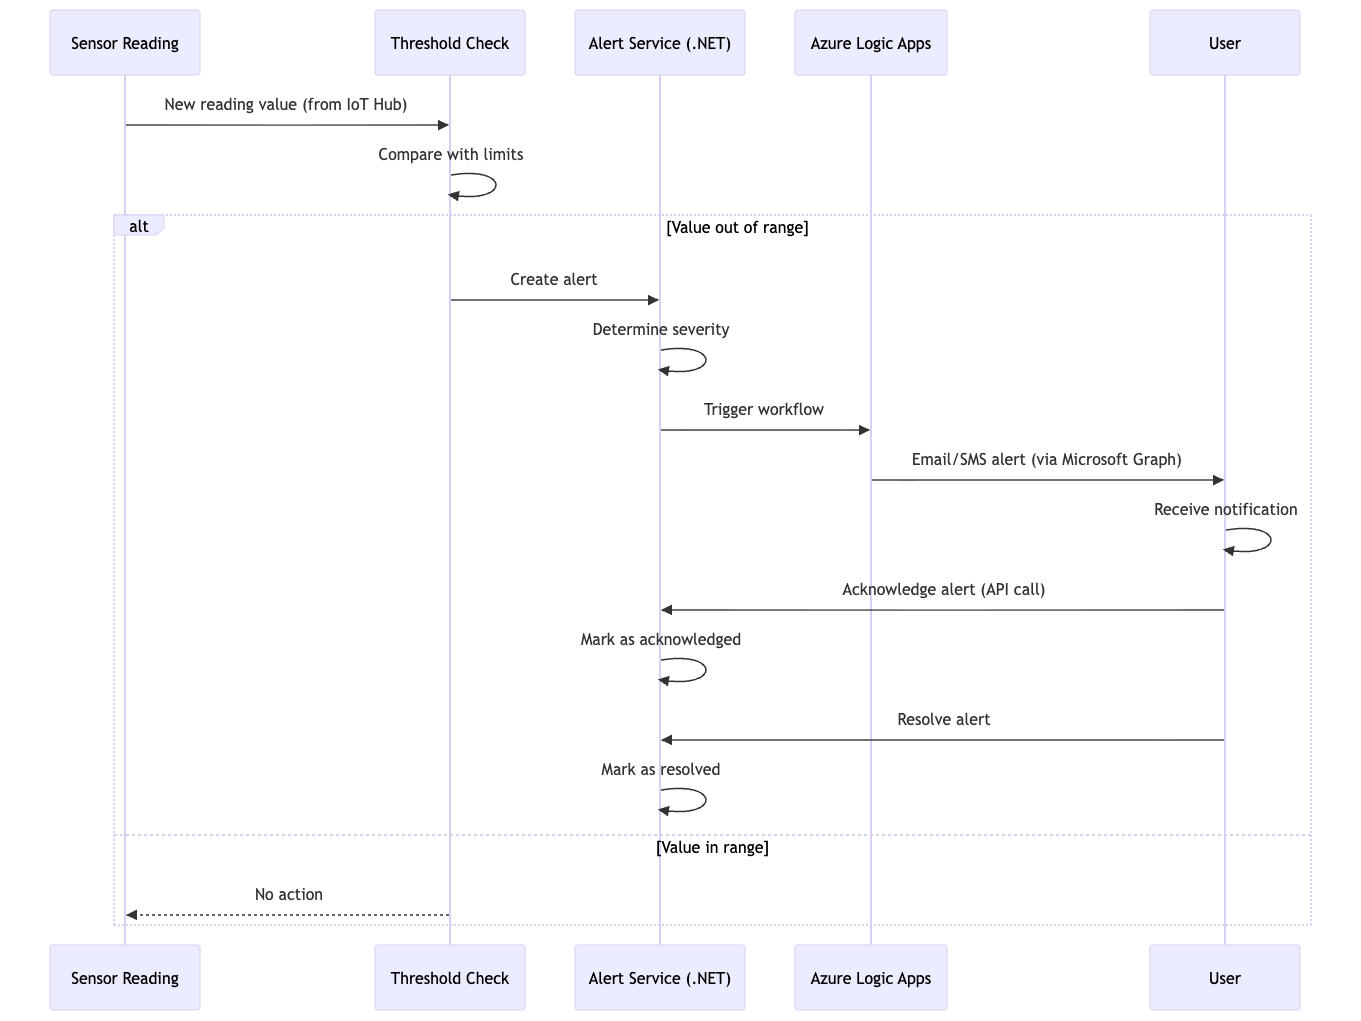 Sensor Reading
Threshold Check
Alert Service (.NET)
Azure Logic Apps
User
New reading value (from IoT Hub)
Compare with limits
alt
[Value out of range]
Create alert
Determine severity
Trigger workflow
Email/SMS alert (via Microsoft Graph)
Receive notification
Acknowledge alert (API call)
Mark as acknowledged
Resolve alert
Mark as resolved
[Value in range]
No action
Sensor Reading
Threshold Check
Alert Service (.NET)
Azure Logic Apps
User